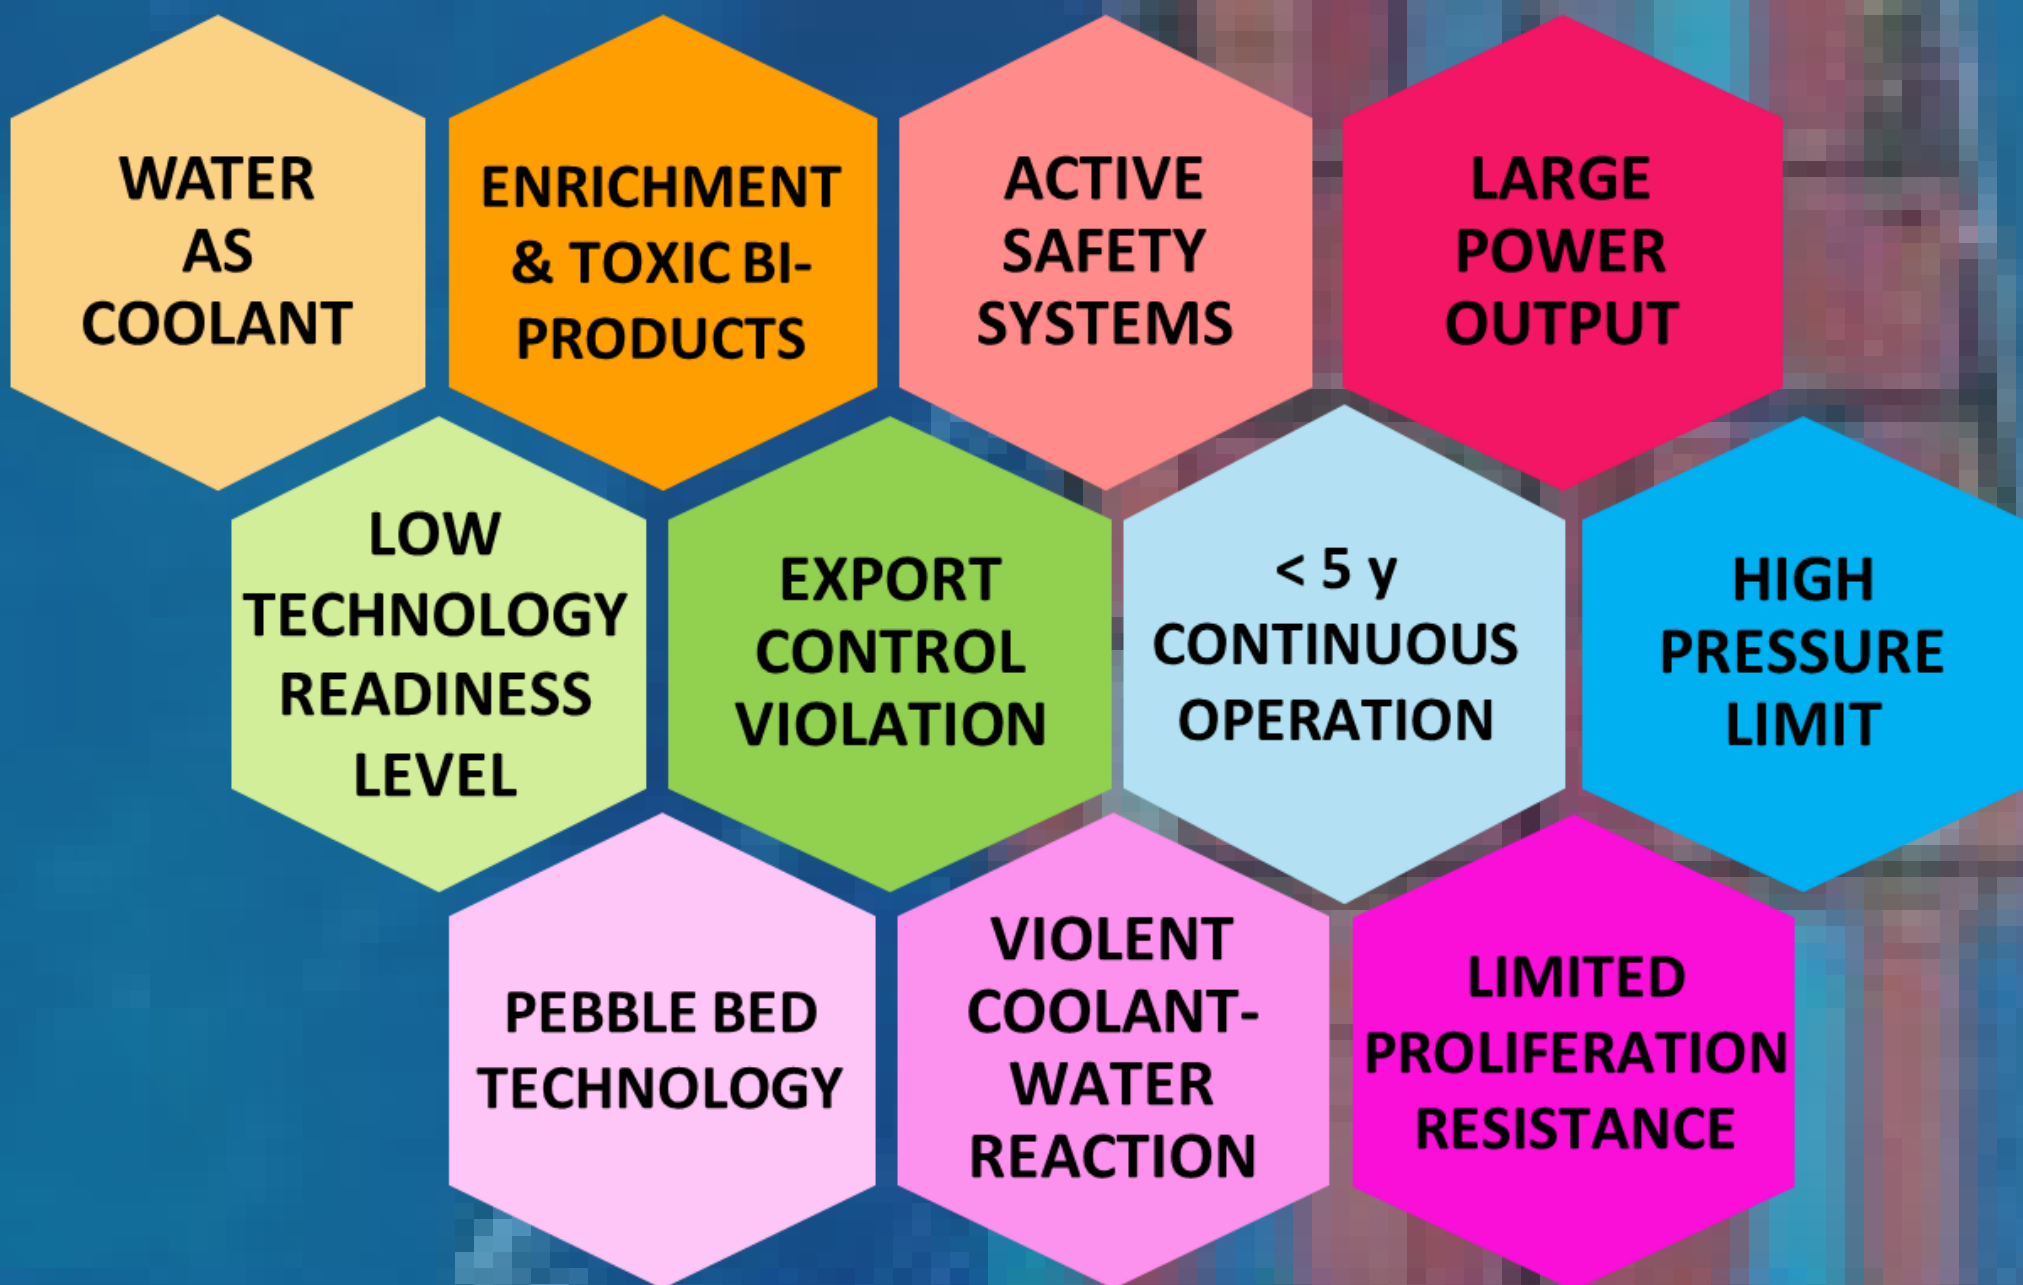 WATER
AS
COOLANT
ENRICHMENT
& TOXIC BI-
PRODUCTS
ACTIVE
SAFETY
SYSTEMS
LARGE
POWER
OUTPUT
LOW
TECHNOLOGY
READINESS
LEVEL
EXPORT
CONTROL
VIOLATION
< 5 y
CONTINUOUS
OPERATION
HIGH
PRESSURE
LIMIT
PEBBLE BED
TECHNOLOGY
VIOLENT
COOLANT-
WATER
REACTION
LIMITED
PROLIFERATION
RESISTANCE